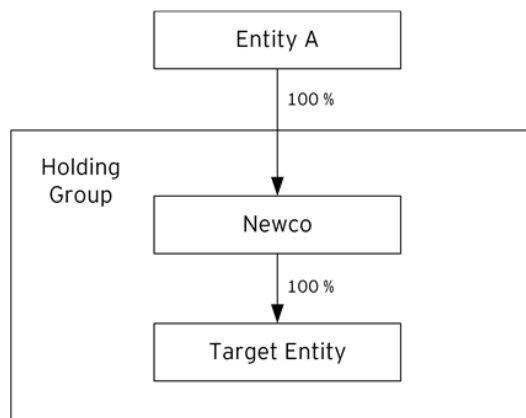 Entity A
100 %
Holding
Group
Newco
100 %
Target Entity